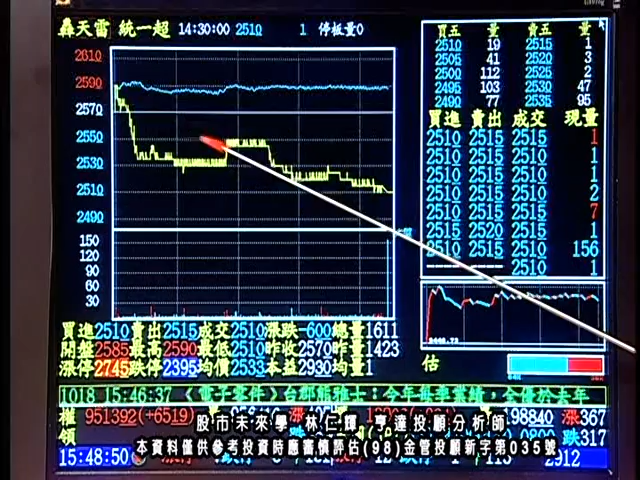 轟天雷 統一超 14:30:00 2510 1 停板量0
2610
2590
2570
2550
2530
2510
2490
150
120
90
60
30
買五 量 賣五 量
2510 19 2515 1
2505 41 2520 3
2500 112 2525 2
2495 103 2530 47
2490 77 2535 95
買進 賣出 成交 現量
2510 2515 2515 1
2510 2515 2510 1
2510 2515 2510 1
2510 2515 2510 2
2510 2515 2515 7
2515 2520 2515 1
2510 2515 2510 156
------ 2510 1
估
買進2510賣出2515成交2510漲跌-600總量1611
開盤2585最高2590最低2510昨收2570昨量1423
漲停2745跌停2395均價2533本益2930均量1
1018 15:46:37 《電子零件》台郡熊雅士：今年每季業績，全優於去年
權 951392(+6519) 198840 漲367
領 跌317
股市未來學 林仁輝 亨達投顧分析師
本資料僅供參考投資時應審慎評估(98)金管投顧新字第035號
15:48:50 2912